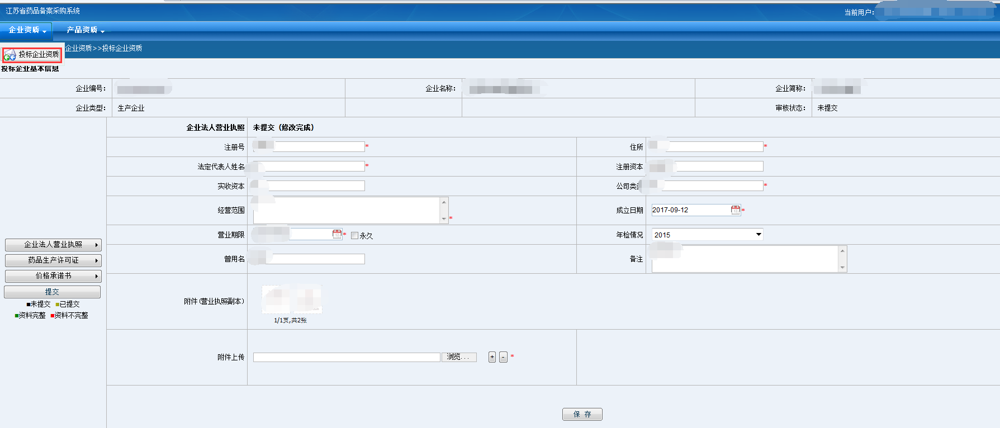 江苏省药品备案采购系统
当前用户:
企业资质
产品资质
投标企业资质
企业资质>>投标企业资质
投标企业基本信息
企业编号:
企业名称:
企业简称:
企业类型:
生产企业
审核状态:
未提交
企业法人营业执照
未提交（修改完成）
注册号
*
住所
*
法定代表人姓名
*
注册资本
实收资本
公司类
*
经营范围
*
成立日期
2017-09-12
*
营业期限
*
永久
年检情况
2015
曾用名
备注
企业法人营业执照
药品生产许可证
价格承诺书
提交
■未提交 ■已提交
■资料完整 ■资料不完整
附件(营业执照副本)
1/1页,共2张
附件上传
浏览...
+
-
*
保 存